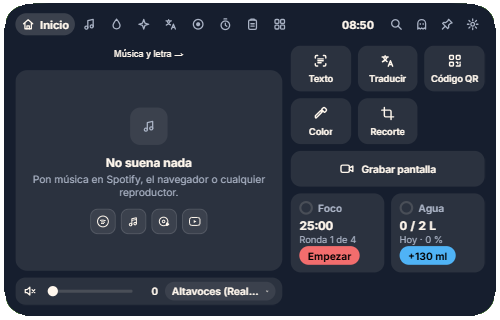 Inicio
08:50
Música y letra →
No suena nada
Pon música en Spotify, el navegador o cualquier
reproductor.
0
Altavoces (Real...
Texto
Traducir
Código QR
Color
Recorte
Grabar pantalla
Foco
25:00
Ronda 1 de 4
Empezar
Agua
0 / 2 L
Hoy · 0 %
+130 ml